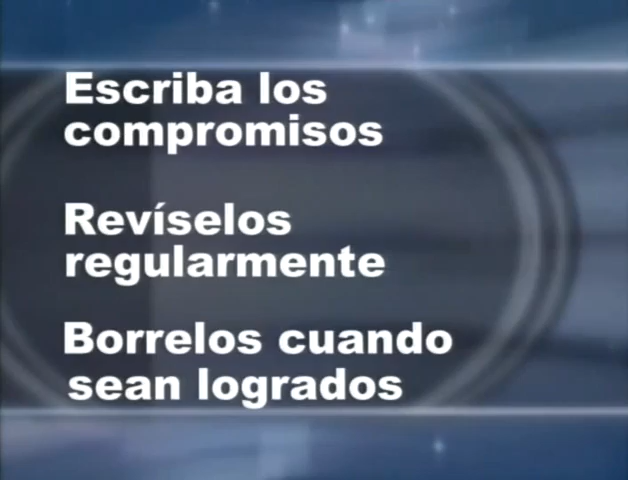 Escriba los
compromisos
Revíselos
regularmente
Borrelos cuando
sean logrados